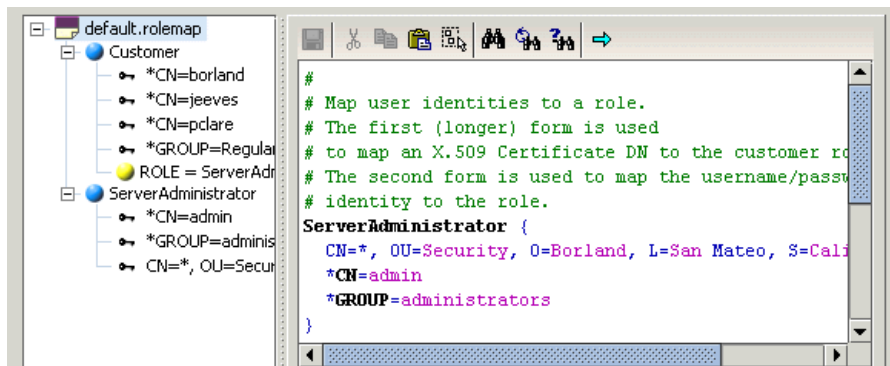 default.rolemap
Customer
*CN=borland
*CN=jeeves
*CN=pclare
*GROUP=Regular
ROLE = ServerAdr
ServerAdministrator
*CN=admin
*GROUP=adminis
CN=*, OU=Secur
#
# Map user identities to a role.
# The first (longer) form is used
# to map an X.509 Certificate DN to the customer ro
# The second form is used to map the username/passw
# identity to the role.
ServerAdministrator {
CN=*, OU=Security, O=Borland, L=San Mateo, S=Cali
*CN=admin
*GROUP=administrators
}